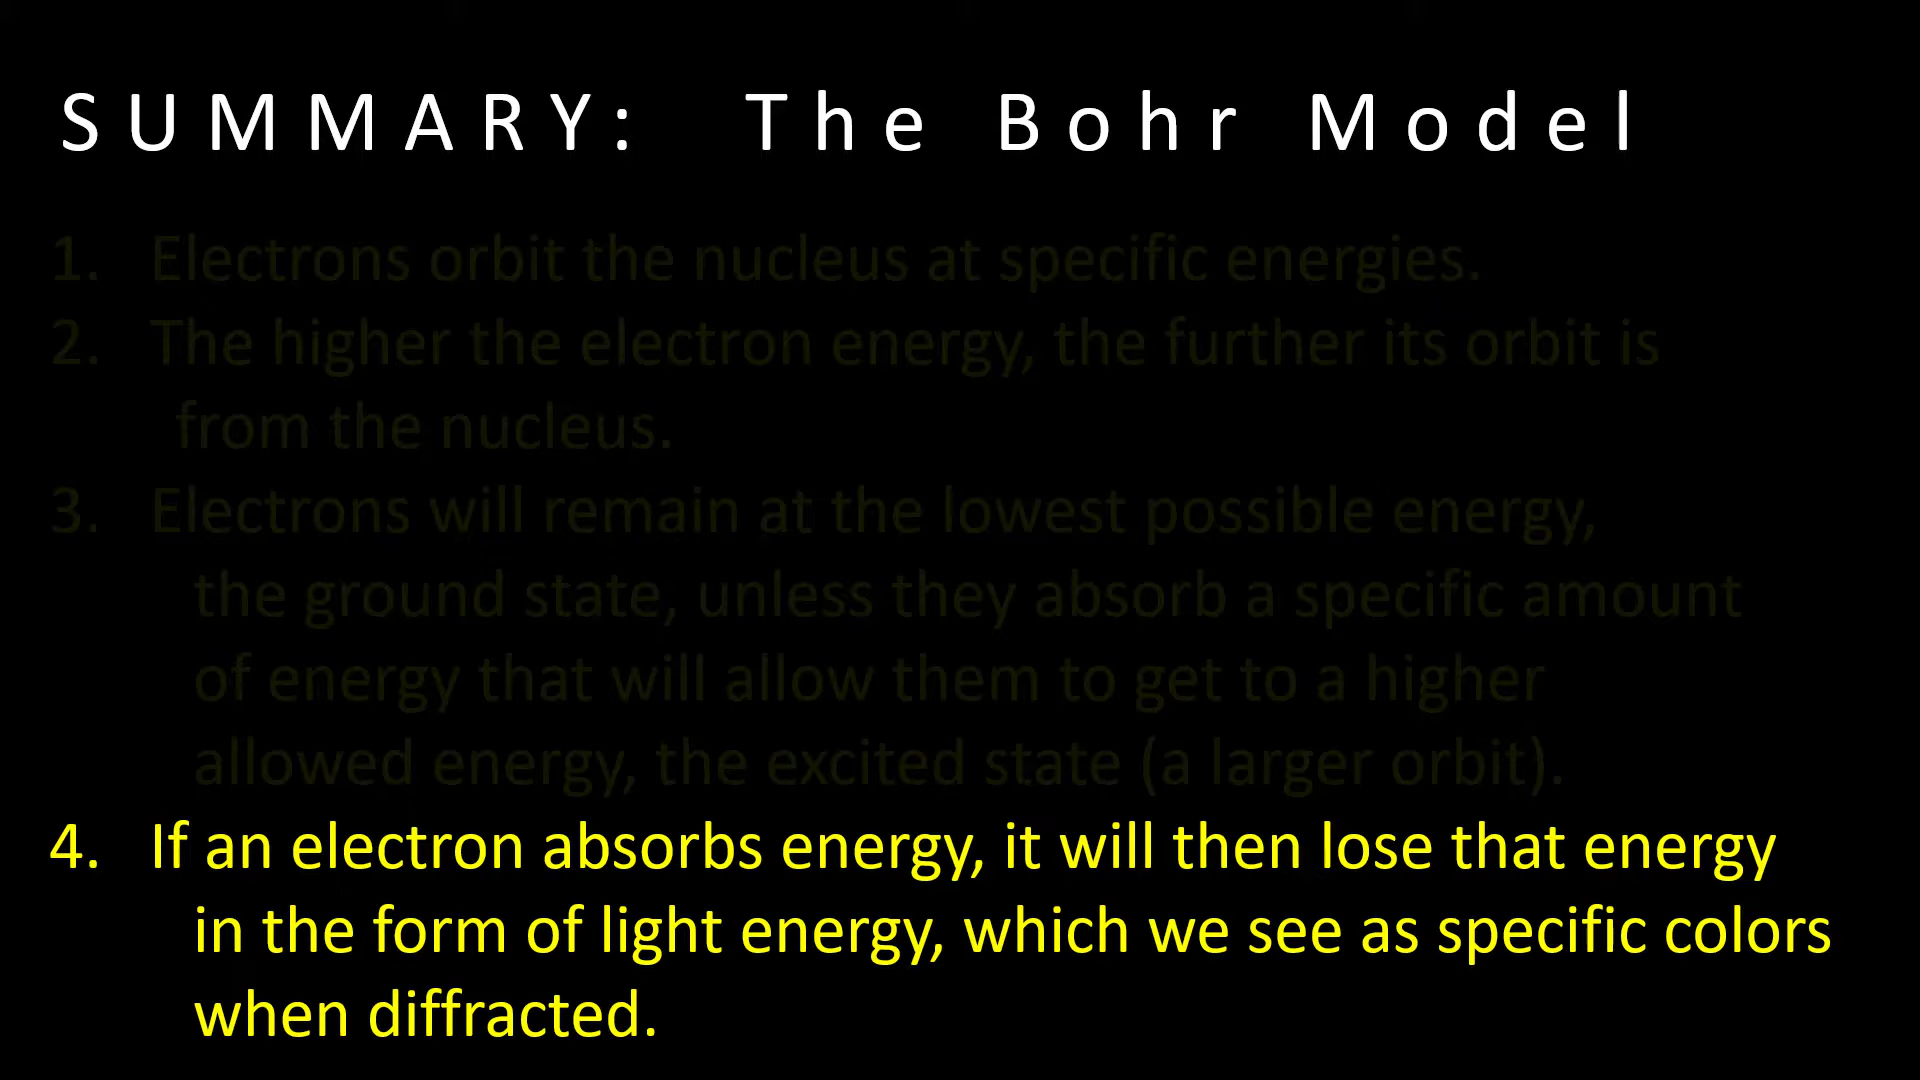 SUMMARY: The Bohr Model
1. Electrons orbit the nucleus at specific energies.
2. The higher the electron energy, the further its orbit is
from the nucleus.
3. Electrons will remain at the lowest possible energy,
the ground state, unless they absorb a specific amount
of energy that will allow them to get to a higher
allowed energy, the excited state (a larger orbit).
4. If an electron absorbs energy, it will then lose that energy
in the form of light energy, which we see as specific colors
when diffracted.